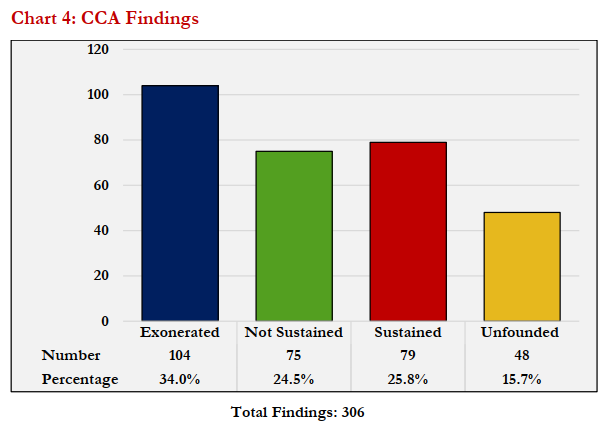 Chart 4: CCA Findings
120
100
80
60
40
20
0
Exonerated Not Sustained Sustained Unfounded
Number 104 75 79 48
Percentage 34.0% 24.5% 25.8% 15.7%
Total Findings: 306